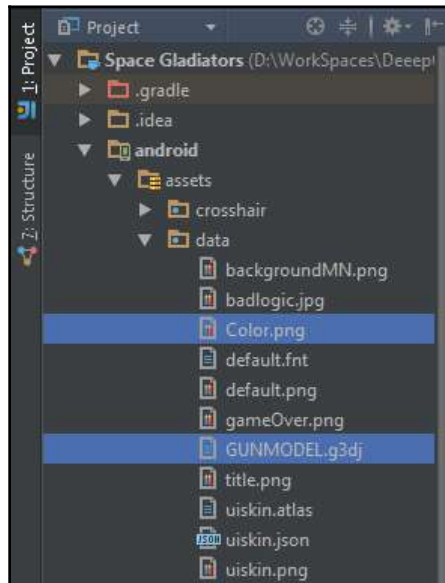 Project
1: Project
7: Structure
Space Gladiators (D:\WorkSpaces\Deeep
.gradle
.idea
android
assets
crosshair
data
backgroundMN.png
badlogic.jpg
Color.png
default.fnt
default.png
gameOver.png
GUNMODEL.g3dj
title.png
uiskin.atlas
JSON uiskin.json
uiskin.png